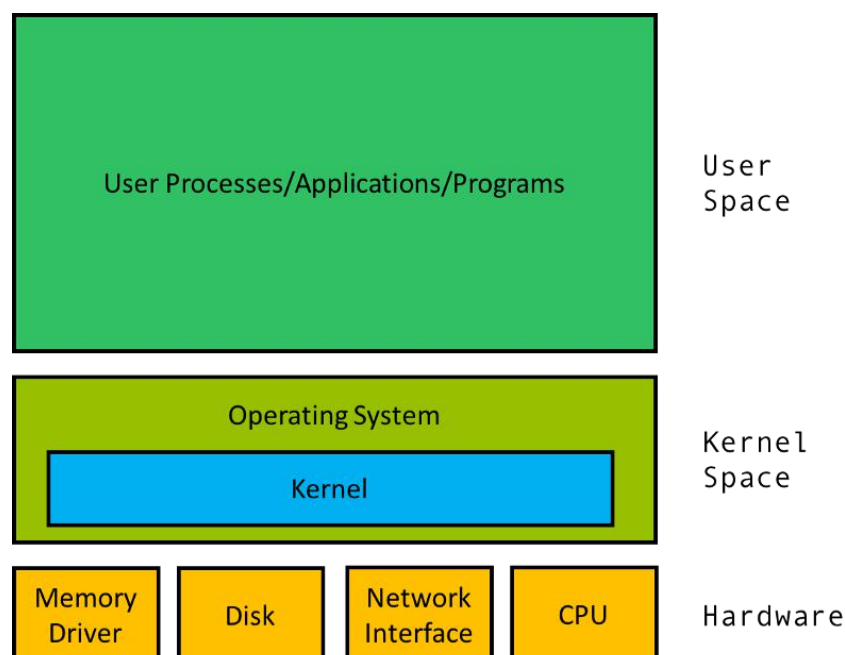 User Processes/Applications/Programs
User
Space
Operating System
Kernel
Kernel
Space
Memory
Driver
Disk
Network
Interface
CPU
Hardware